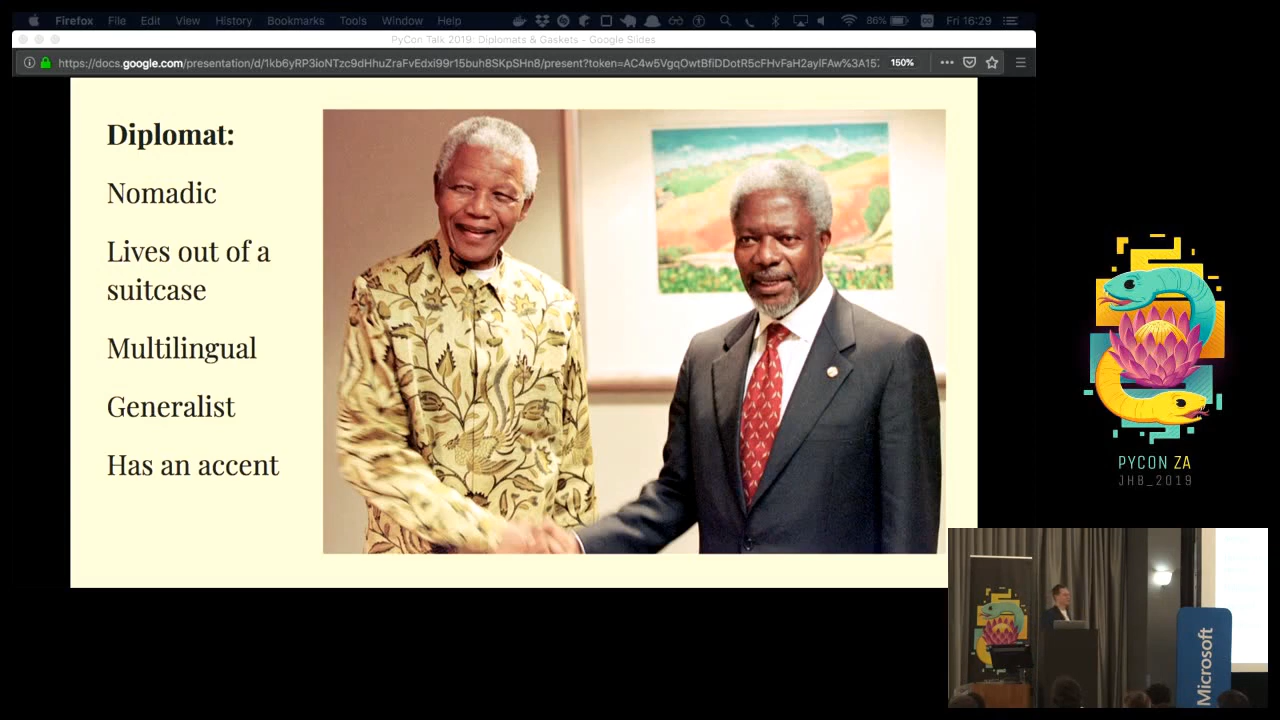 Firefox File Edit View History Bookmarks Tools Window Help 86% Fri 16:29
PyCon Talk 2019: Diplomats & Gaskets - Google Slides
150%
Diplomat:
Nomadic
Lives out of a
suitcase
Multilingual
Generalist
Has an accent
PYCON ZA
JHB_2019
Microsoft